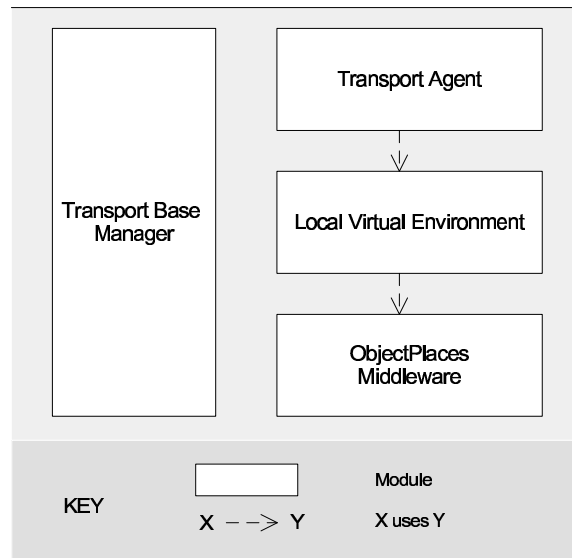 Transport Base
Manager
Transport Agent
Local Virtual Environment
ObjectPlaces
Middleware
KEY
Module
X --> Y
X uses Y